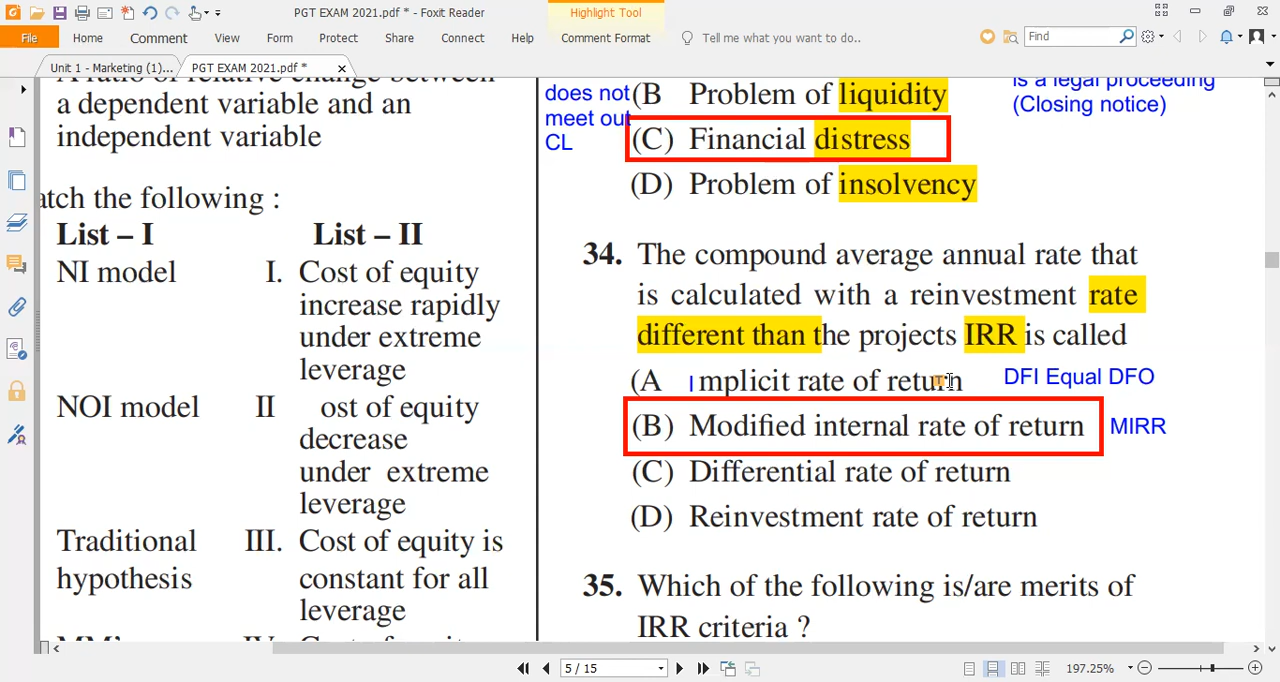 PGT EXAM 2021.pdf * - Foxit Reader
Highlight Tool
File Home Comment View Form Protect Share Connect Help Comment Format Tell me what you want to do.. Find
Unit 1 - Marketing (1)... PGT EXAM 2021.pdf *
a dependent variable and an
independent variable
atch the following :
List – I List – II
NI model I. Cost of equity
increase rapidly
under extreme
leverage
NOI model II ost of equity
decrease
under extreme
leverage
Traditional III. Cost of equity is
hypothesis constant for all
leverage
does not
meet out
CL
(B Problem of liquidity
(C) Financial distress
(D) Problem of insolvency
is a legal proceeding
(Closing notice)
34. The compound average annual rate that
is calculated with a reinvestment rate
different than the projects IRR is called
(A I mplicit rate of return DFI Equal DFO
(B) Modified internal rate of return MIRR
(C) Differential rate of return
(D) Reinvestment rate of return
35. Which of the following is/are merits of
IRR criteria ?
5 / 15
197.25%